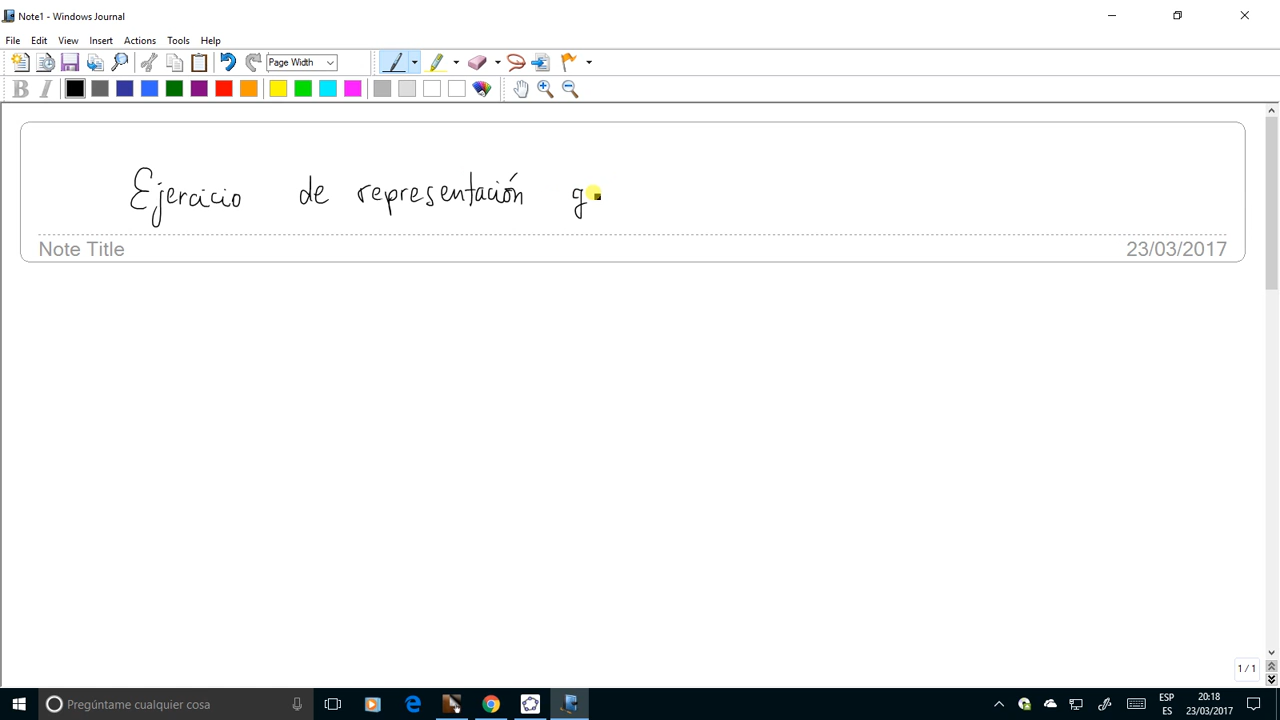 Note1 - Windows Journal
File Edit View Insert Actions Tools Help
Page Width
B I
Ejercicio de representación g
Note Title 23/03/2017
1 / 1
Pregúntame cualquier cosa
ESP 20:18
ES 23/03/2017